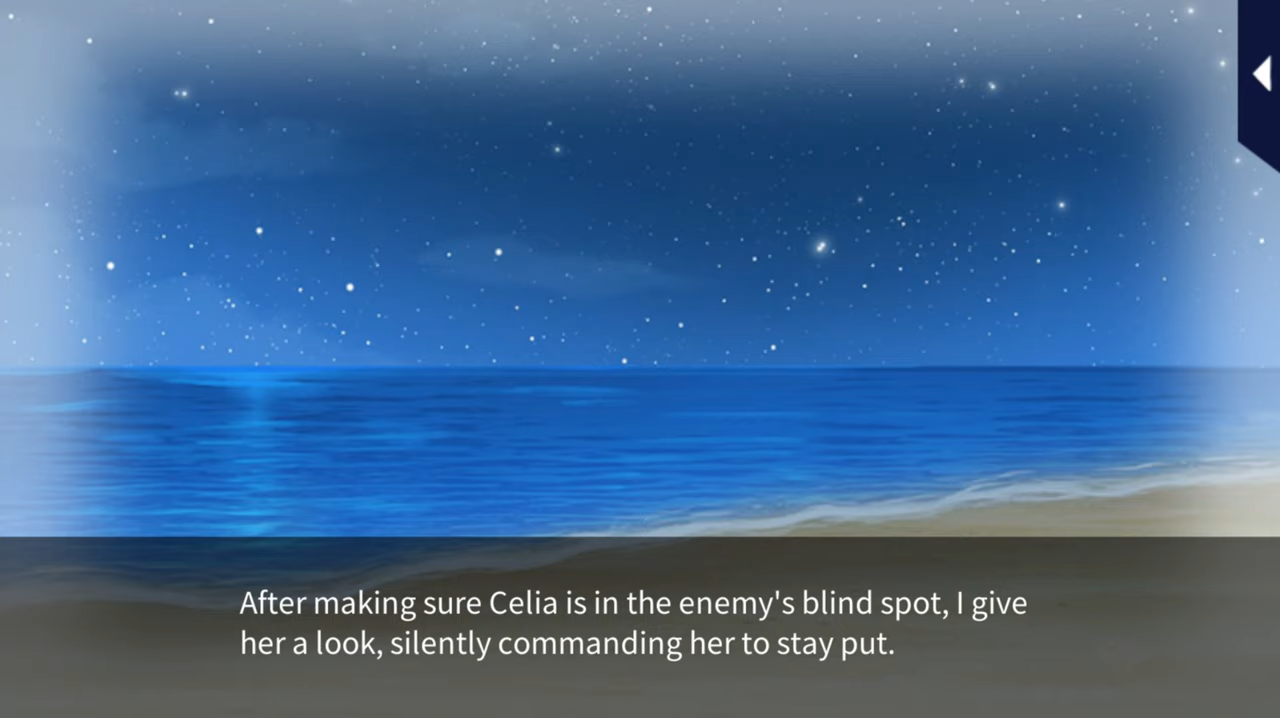 After making sure Celia is in the enemy's blind spot, I give
her a look, silently commanding her to stay put.